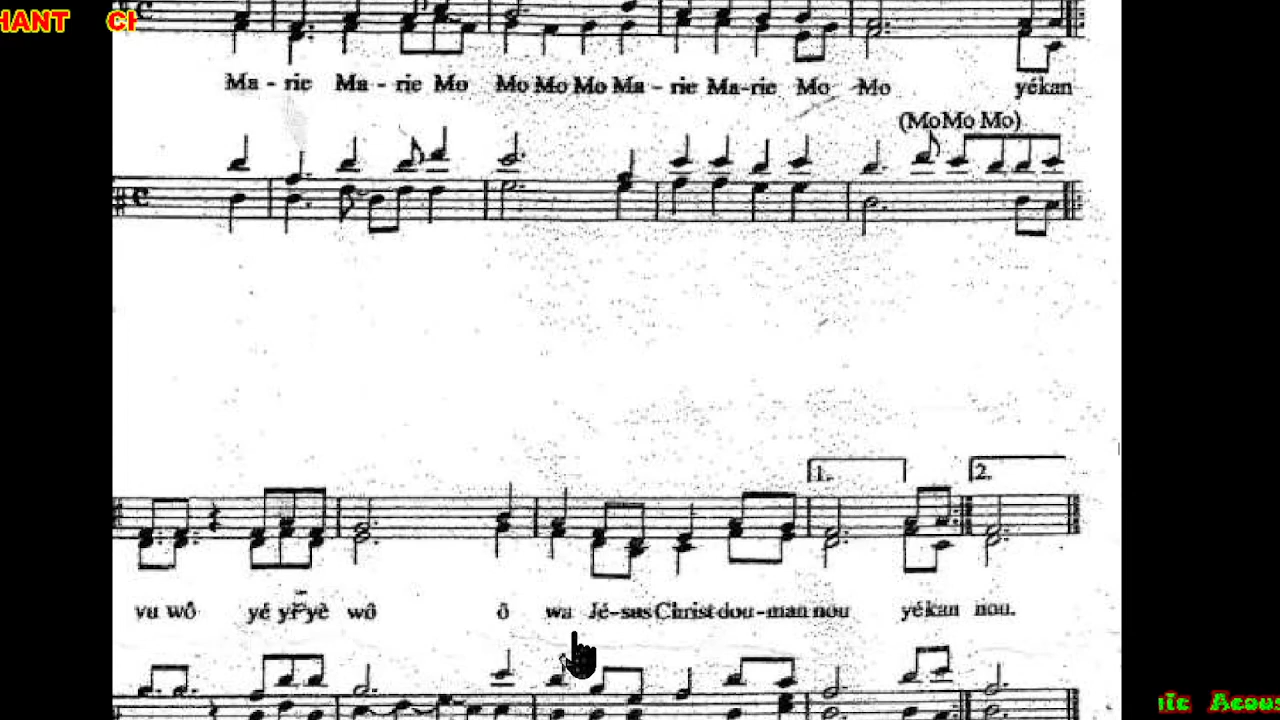 HANT CH
Ma - rie Ma - rie Mo Mo Mo Mo Ma - rie Ma-rie Mo Mo yékan
(MoMo Mo)
1. 2.
vu wô yé wô ô wa Jé-sus Christ dou-man nou yékan nou.